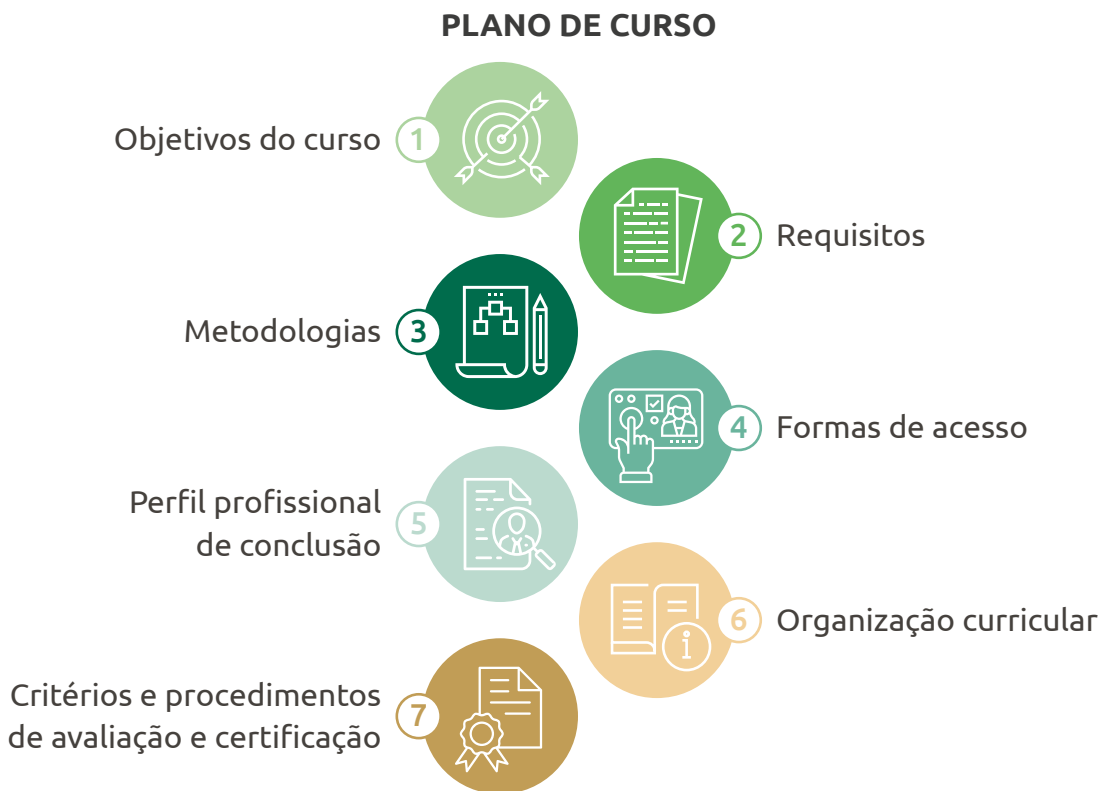 PLANO DE CURSO
Objetivos do curso 1
2 Requisitos
Metodologias 3
4 Formas de acesso
Perfil profissional
de conclusão
5
6 Organização curricular
Critérios e procedimentos
de avaliação e certificação
7